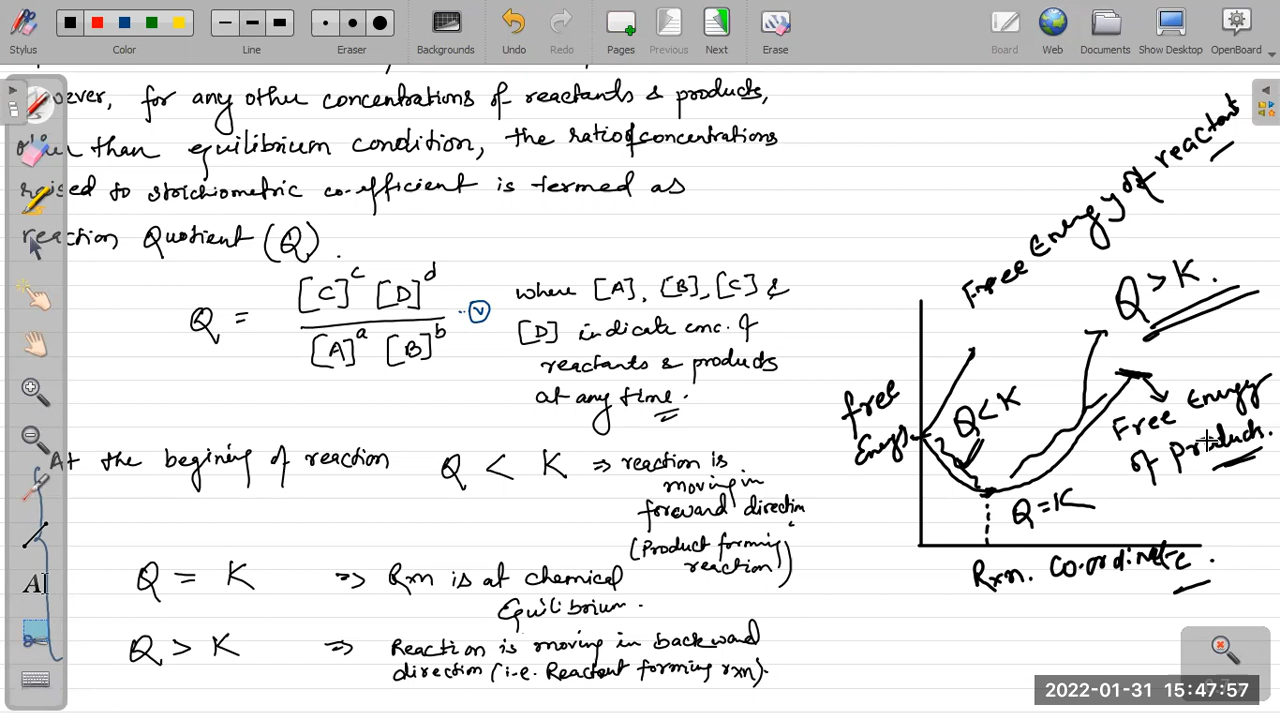 Stylus
Color
Line
Eraser
Backgrounds
Undo
Redo
Pages
Previous
Next
Erase
Board
Web
Documents
Show Desktop
OpenBoard
for any other concentrations of reactants & products,
than equilibrium condition, the ratio of concentrations
raised to stoichiometric co-efficient is termed as
reaction Quotient (Q).
Q = [C]^c [D]^d / [A]^a [B]^b ..(v)
where [A], [B], [C] &
[D] indicate conc. of
reactants & products
at any time.
At the begining of reaction Q < K ⇒ reaction is
moving in
forward direction
(Product forming
reaction)
Q = K ⇒ Rxn is at chemical
Equilibrium.
Q > K ⇒ Reaction is moving in backward
direction (i.e. Reactant forming rxn).
Free Energy of reactant
Q > K.
free
Energy
Q < K
Free Energy
of Products.
Q = K
Rxn. Co-ordinate.
2022-01-31 15:47:57